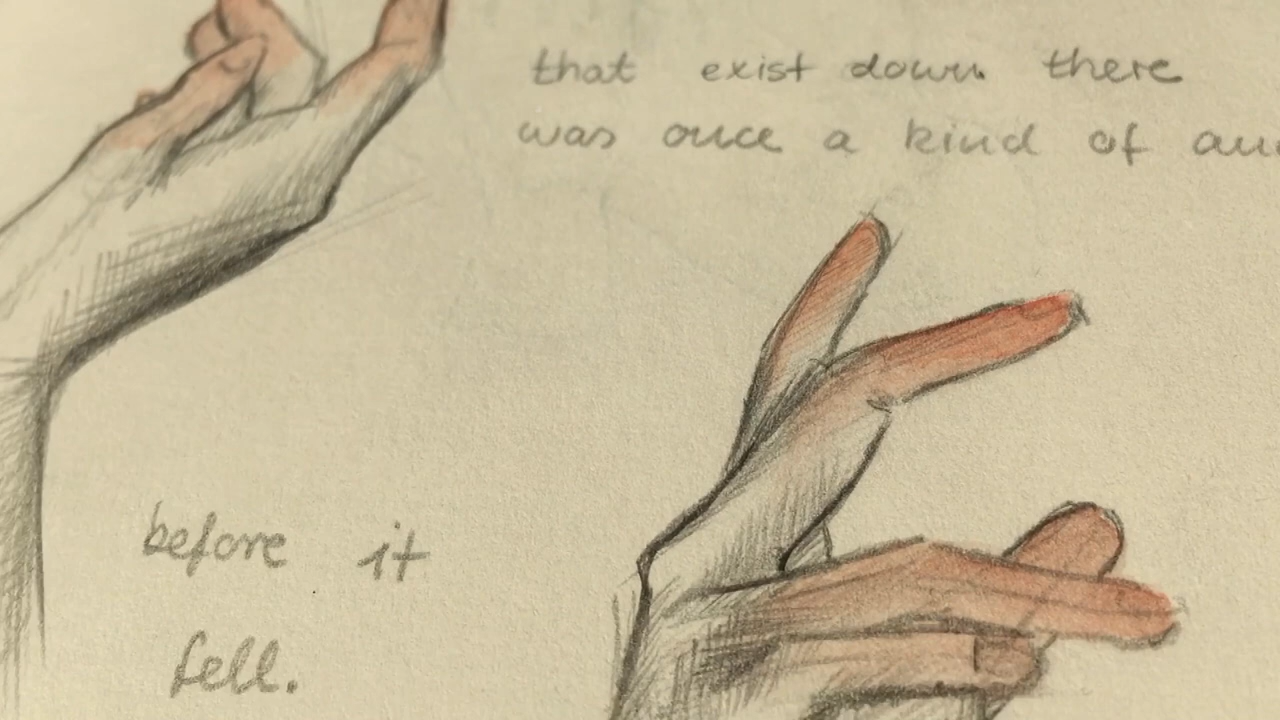 that exist down there
was once a kind of
before it
fell.